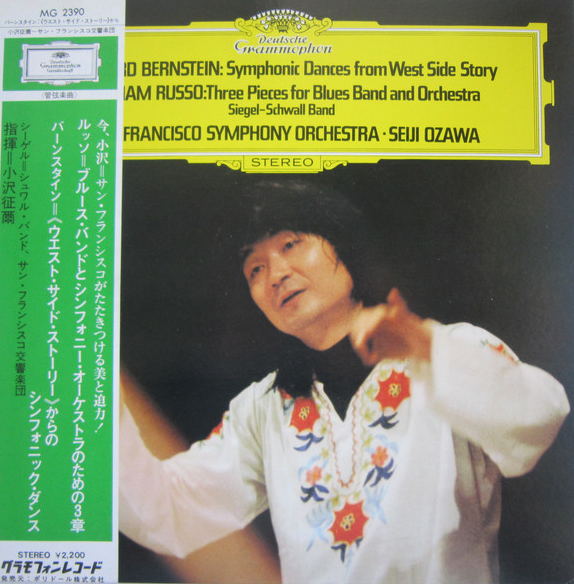 MG 2390
バーンスタイン:《ウエスト・サイド・ストーリー》から
小沢征爾-サン・フランシスコ交響楽団
Deutsche
Grammophon
Gesellschaft
(管弦楽曲)
今、小沢=サン・フランシスコがたたきつける美と迫力!
ルッソ=ブルース・バンドとシンフォニー・オーケストラのための3章
バーンスタイン=《ウエスト・サイド・ストーリー》からの
シンフォニック・ダンス
シーゲル=シュワル・バンド、サン・フランシスコ交響楽団
指揮=小沢征爾
STEREO ¥2,200
グラモフォンレコード
発売元:ポリドール株式会社
Deutsche
Grammophon
RD BERNSTEIN: Symphonic Dances from West Side Story
IAM RUSSO: Three Pieces for Blues Band and Orchestra
Siegel-Schwall Band
FRANCISCO SYMPHONY ORCHESTRA · SEIJI OZAWA
STEREO